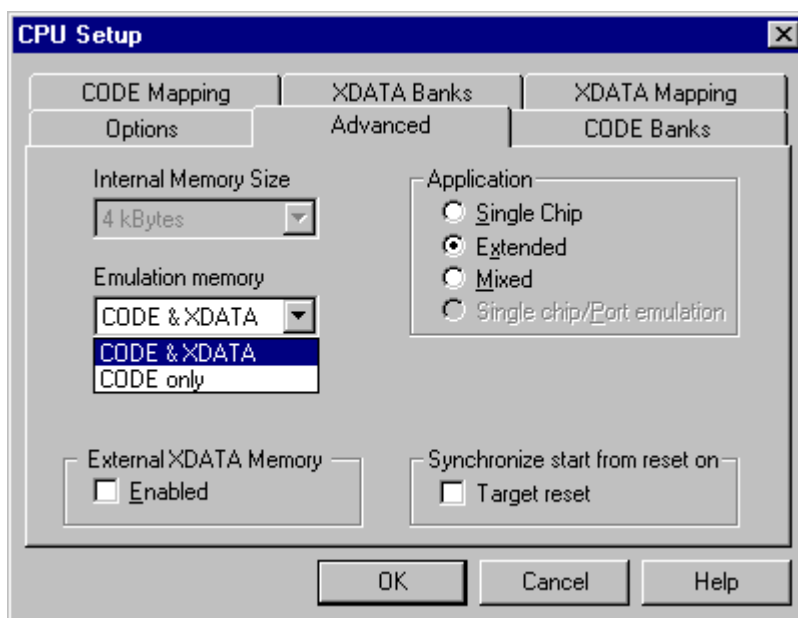 CPU Setup
CODE Mapping
XDATA Banks
XDATA Mapping
Options
Advanced
CODE Banks
Internal Memory Size
4 kBytes
Emulation memory
CODE & XDATA
CODE & XDATA
CODE only
Application
Single Chip
Extended
Mixed
Single chip/Port emulation
External XDATA Memory
Enabled
Synchronize start from reset on
Target reset
OK
Cancel
Help